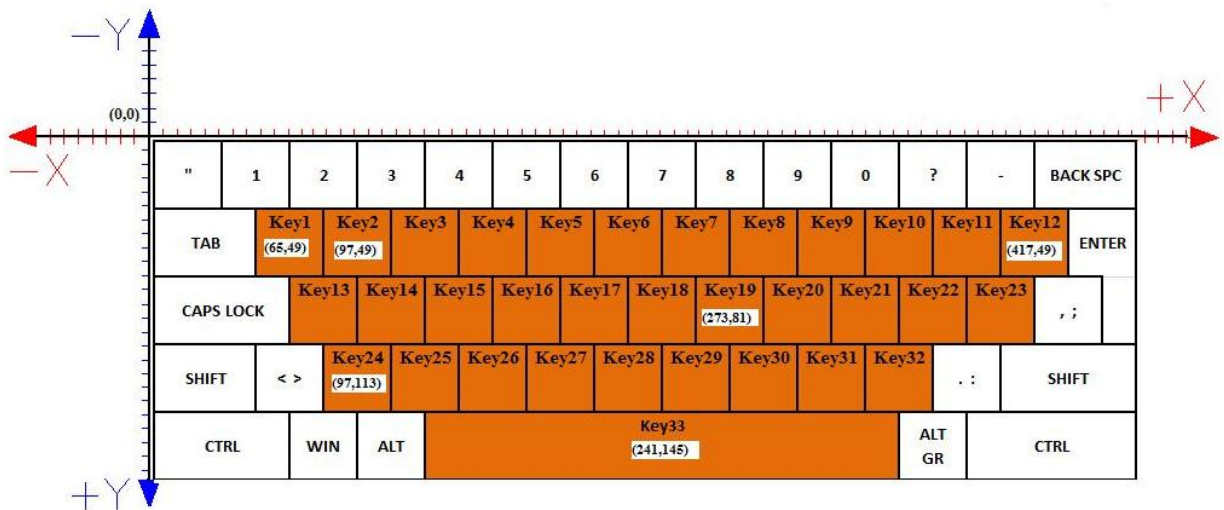 —Y
(0,0)
+X
—X
" 1 2 3 4 5 6 7 8 9 0 ? - BACK SPC
TAB Key1 Key2 Key3 Key4 Key5 Key6 Key7 Key8 Key9 Key10 Key11 Key12 ENTER
(65,49) (97,49) (417,49)
CAPS LOCK Key13 Key14 Key15 Key16 Key17 Key18 Key19 Key20 Key21 Key22 Key23 , ;
(273,81)
SHIFT < > Key24 Key25 Key26 Key27 Key28 Key29 Key30 Key31 Key32 . : SHIFT
(97,113)
CTRL WIN ALT Key33 ALT GR CTRL
(241,145)
+Y